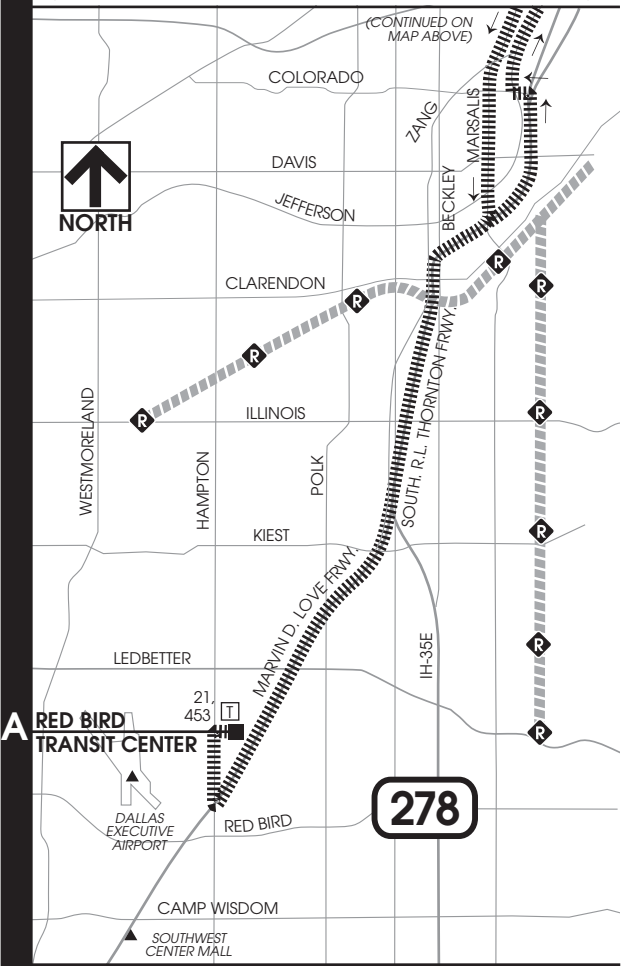 (CONTINUED ON
MAP ABOVE)
COLORADO
ZANG
MARSALIS
DAVIS
BECKLEY
JEFFERSON
NORTH
CLARENDON
R
R
R
R
R
SOUTH. R.L. THORNTON FRWY.
WESTMORELAND
ILLINOIS
R
R
HAMPTON
POLK
KIEST
R
MARVIN D. LOVE FRWY.
IH-35E
R
LEDBETTER
21,
453
T
A
RED BIRD
TRANSIT CENTER
R
278
DALLAS
EXECUTIVE
AIRPORT
RED BIRD
CAMP WISDOM
SOUTHWEST
CENTER MALL